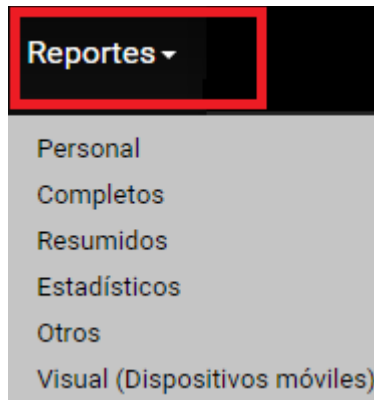 Reportes
Personal
Completos
Resumidos
Estadísticos
Otros
Visual (Dispositivos móviles)